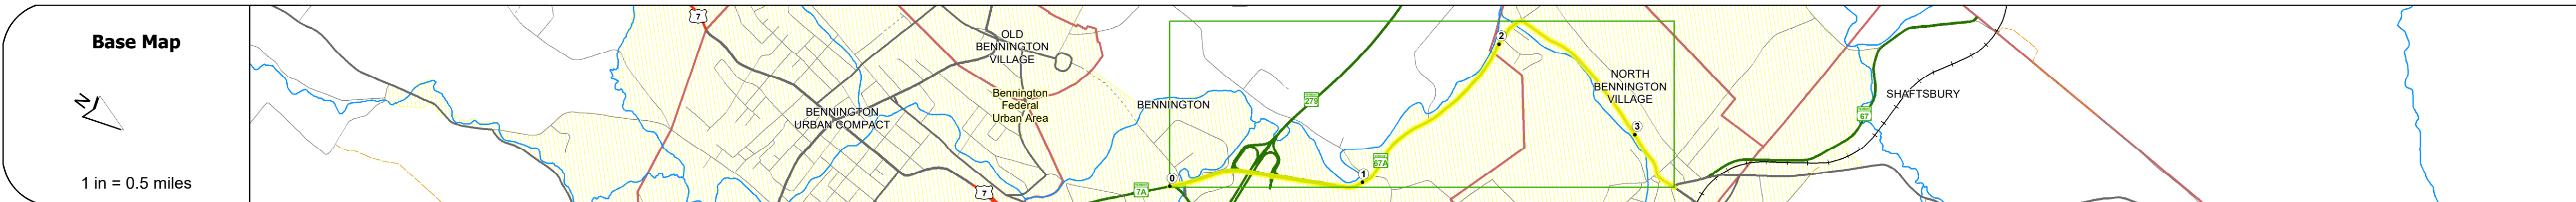 Base Map
N
1 in = 0.5 miles
7
OLD
BENNINGTON
VILLAGE
Bennington
Federal
Urban Area
BENNINGTON
URBAN COMPACT
7
BENNINGTON
7A
0
279
1
67A
2
NORTH
BENNINGTON
VILLAGE
3
67
SHAFTSBURY